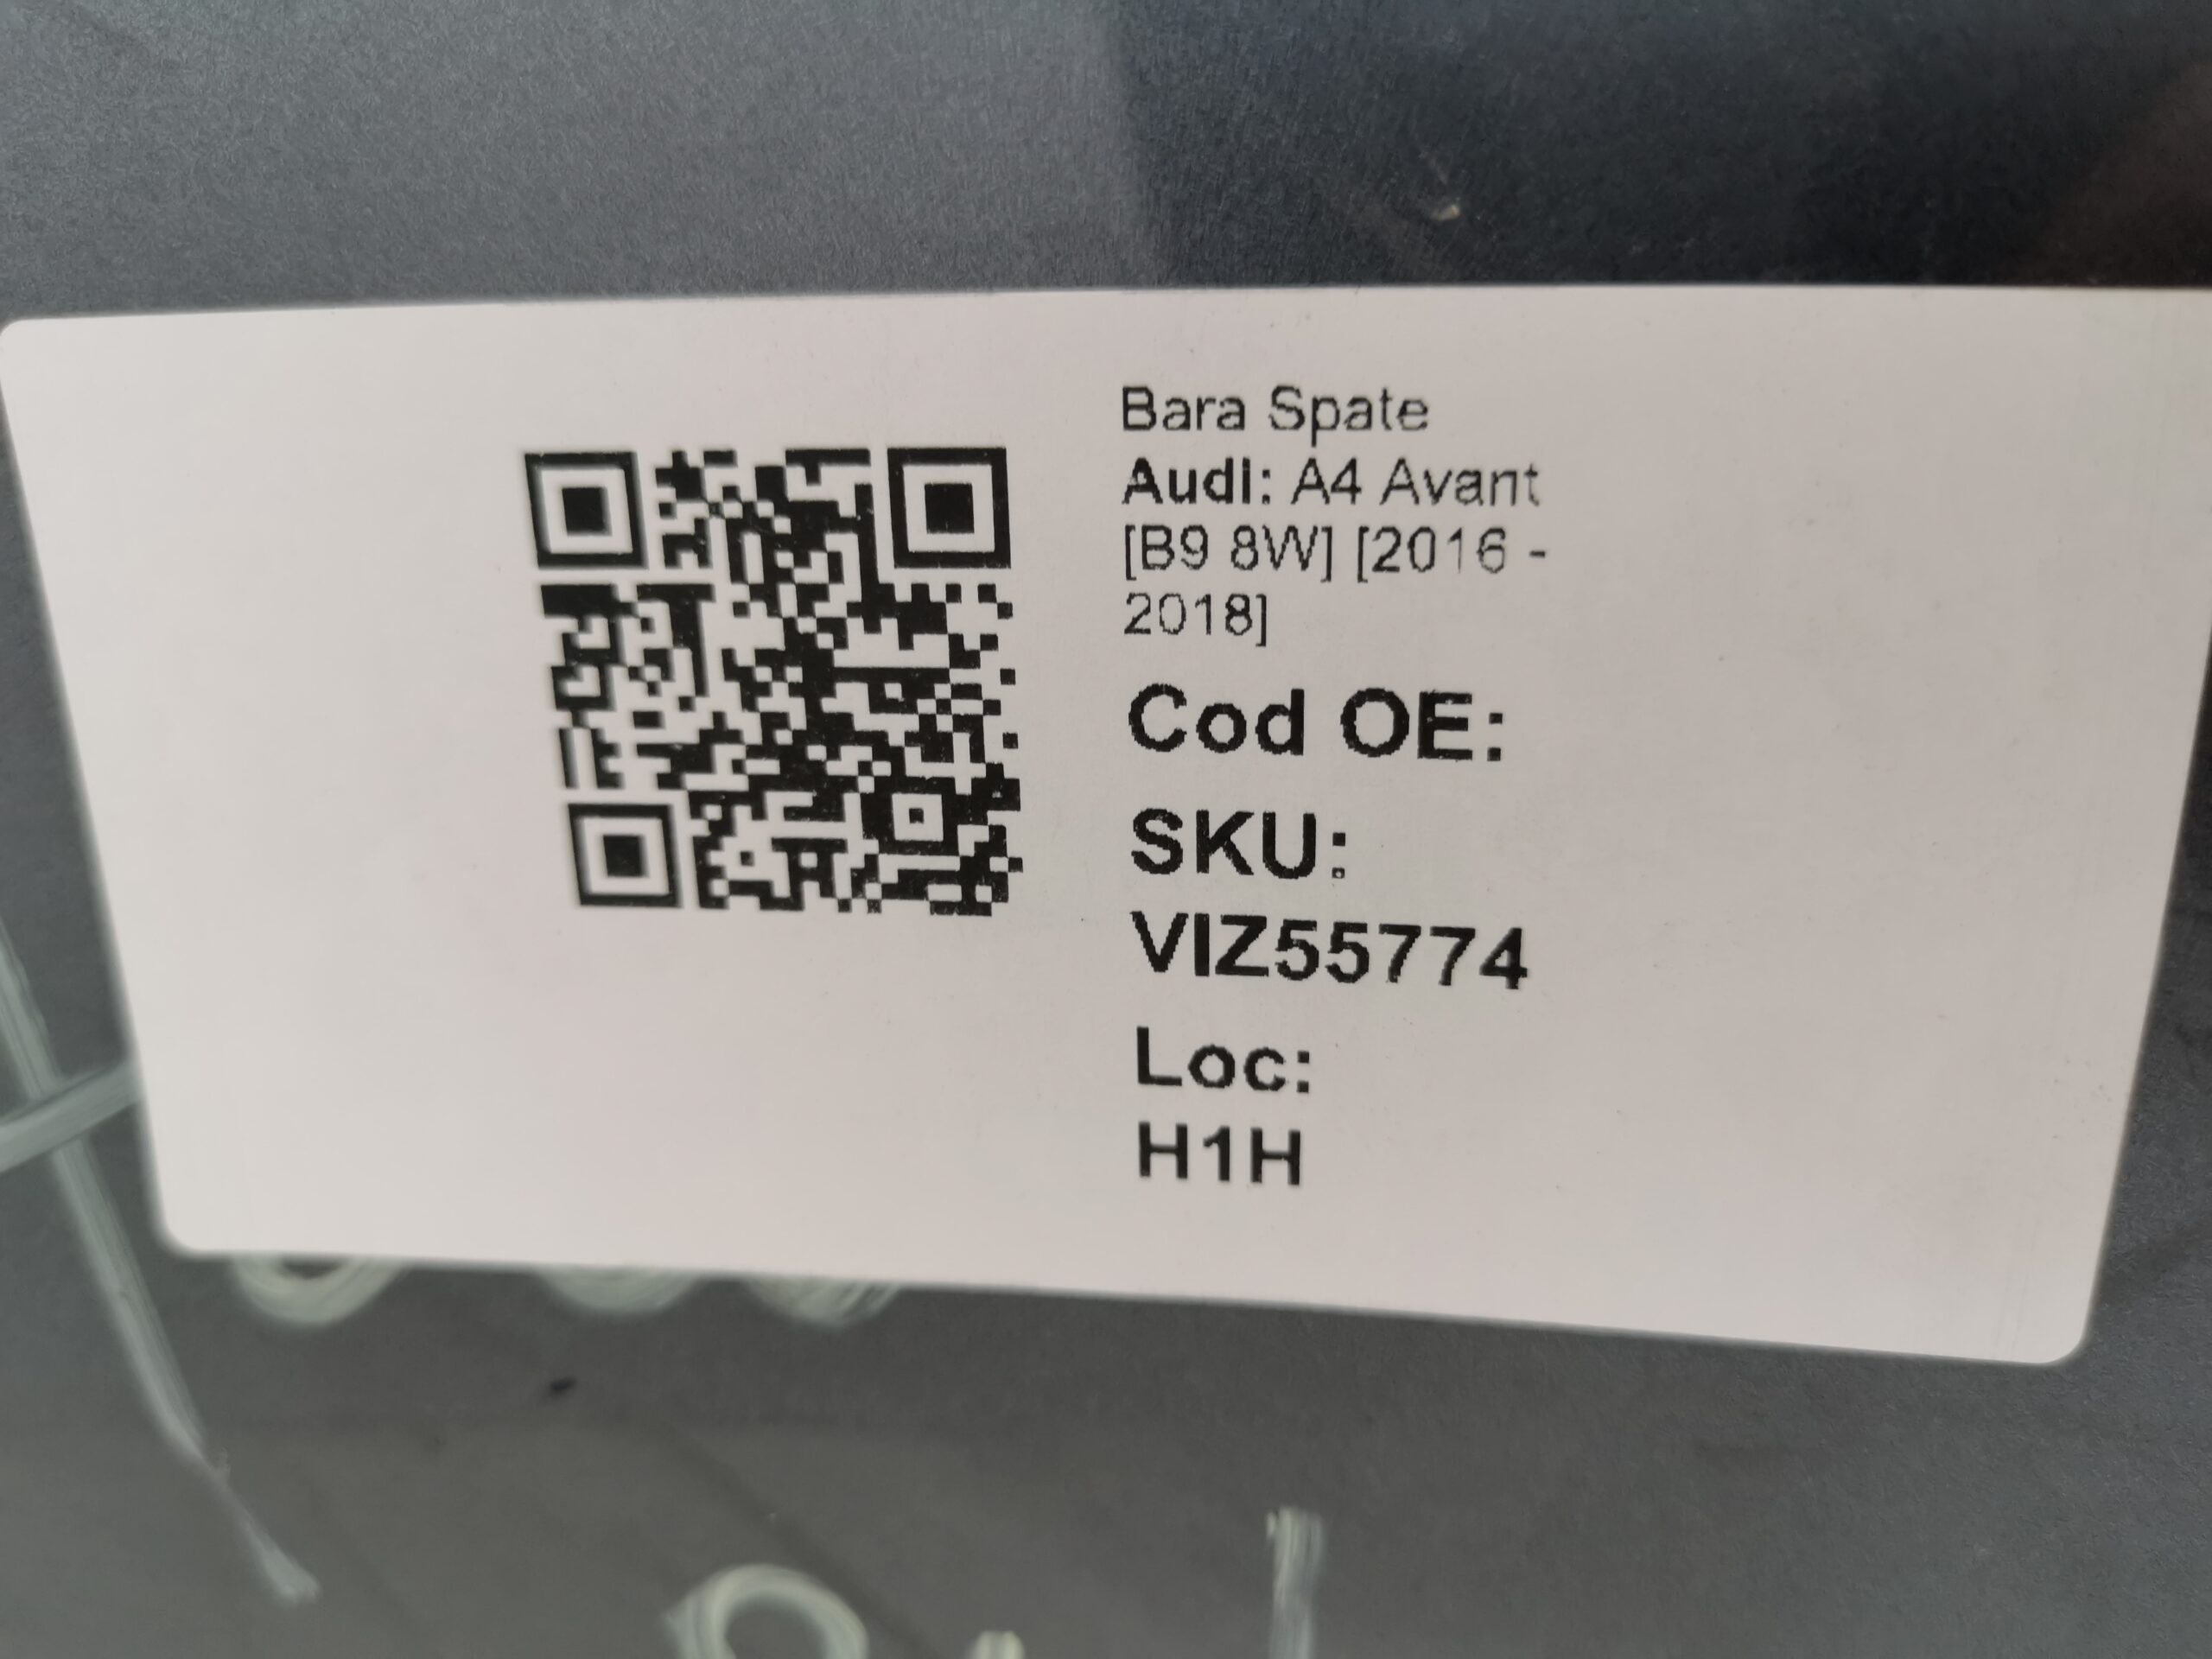 Bara Spate
Audi: A4 Avant
[B9 8W] [2016 -
2018]
Cod OE:
SKU:
VIZ55774
Loc:
H1H